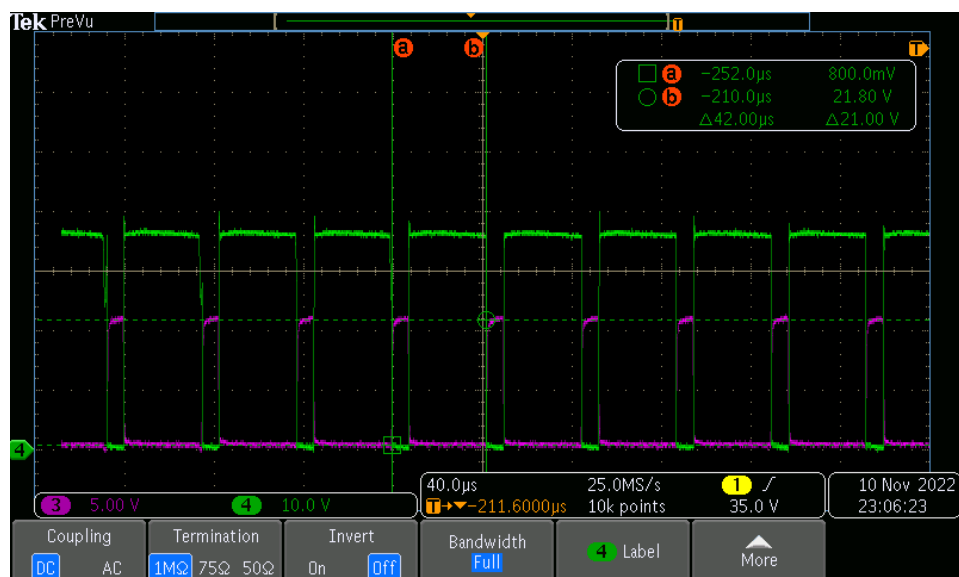 Tek PreVu
T
a b T
a -252.0µs 800.0mV
b -210.0µs 21.80 V
△42.00µs △21.00 V
4
3 5.00 V 4 10.0 V
40.0µs 25.0MS/s 1 35.0 V
T→▼-211.6000µs 10k points
10 Nov 2022
23:06:23
Coupling
DC AC
Termination
1MΩ 75Ω 50Ω
Invert
On Off
Bandwidth
Full
4 Label
More